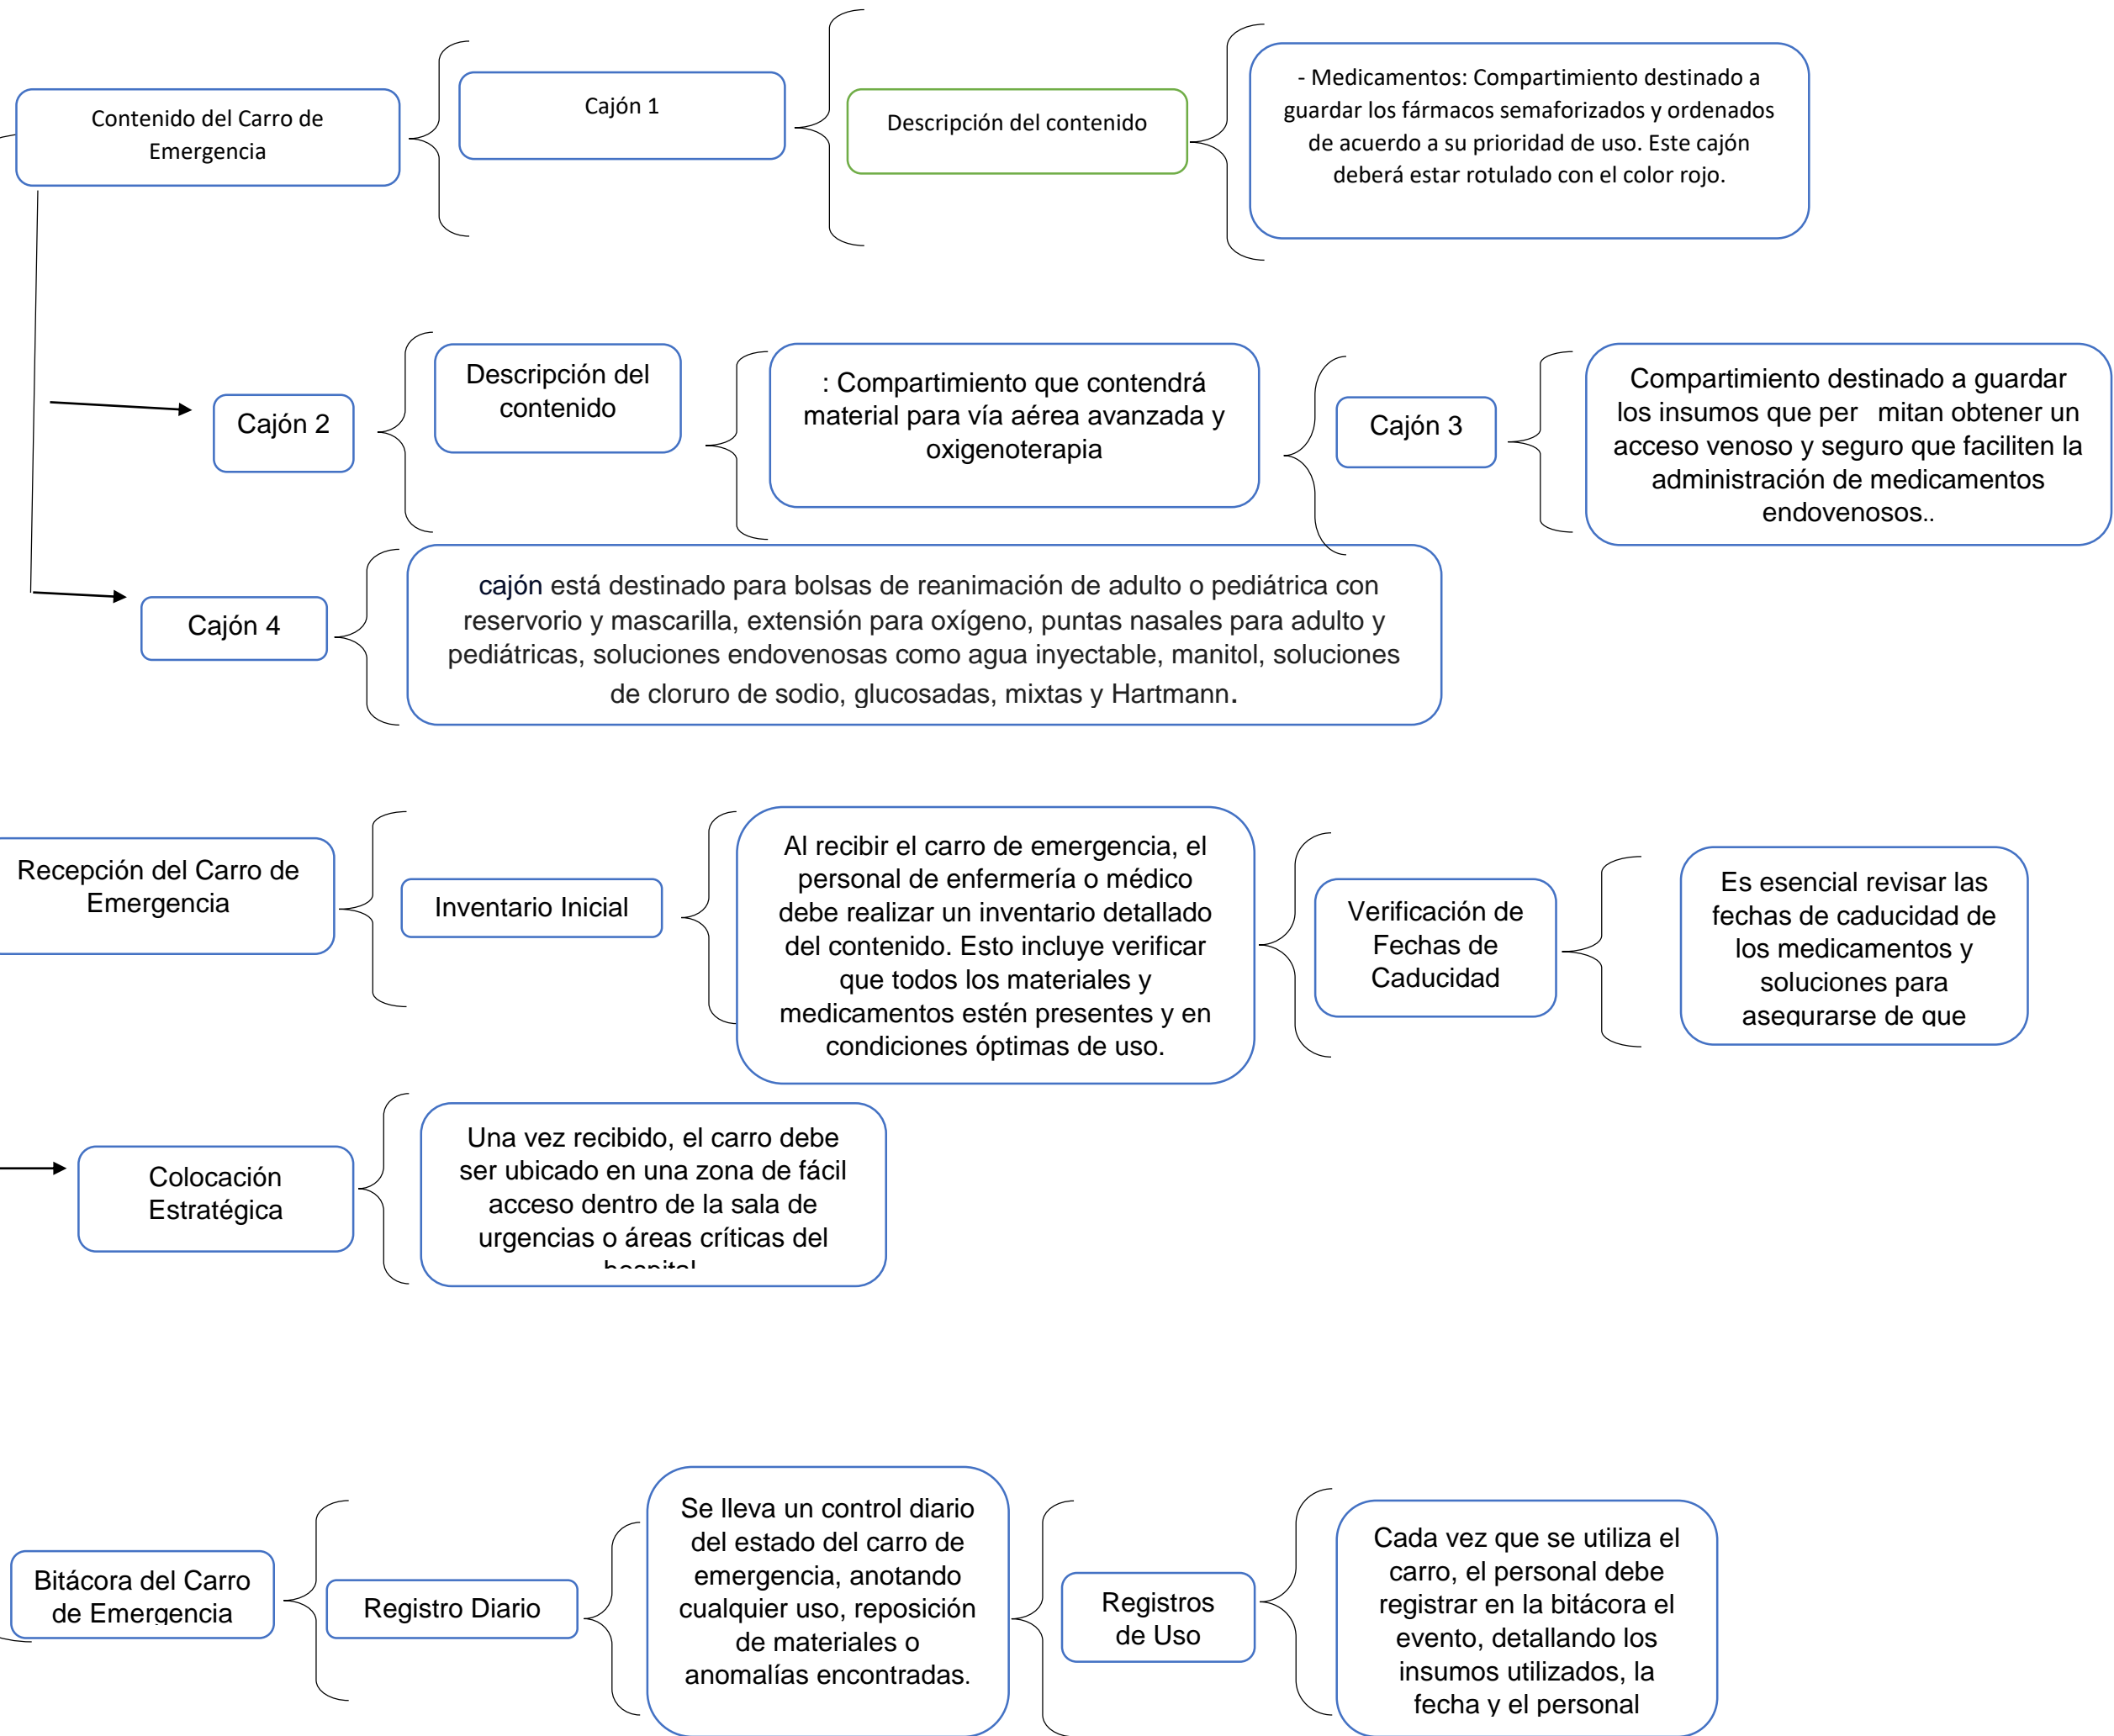 Contenido del Carro de
Emergencia
Cajón 1
Descripción del contenido
- Medicamentos: Compartimiento destinado a
guardar los fármacos semaforizados y ordenados
de acuerdo a su prioridad de uso. Este cajón
deberá estar rotulado con el color rojo.
Cajón 2
Descripción del
contenido
: Compartimiento que contendrá
material para vía aérea avanzada y
oxigenoterapia
Cajón 3
Compartimiento destinado a guardar
los insumos que per mitan obtener un
acceso venoso y seguro que faciliten la
administración de medicamentos
endovenosos..
Cajón 4
cajón está destinado para bolsas de reanimación de adulto o pediátrica con
reservorio y mascarilla, extensión para oxígeno, puntas nasales para adulto y
pediátricas, soluciones endovenosas como agua inyectable, manitol, soluciones
de cloruro de sodio, glucosadas, mixtas y Hartmann.
Recepción del Carro de
Emergencia
Inventario Inicial
Al recibir el carro de emergencia, el
personal de enfermería o médico
debe realizar un inventario detallado
del contenido. Esto incluye verificar
que todos los materiales y
medicamentos estén presentes y en
condiciones óptimas de uso.
Verificación de
Fechas de
Caducidad
Es esencial revisar las
fechas de caducidad de
los medicamentos y
soluciones para
asegurarse de que
Colocación
Estratégica
Una vez recibido, el carro debe
ser ubicado en una zona de fácil
acceso dentro de la sala de
urgencias o áreas críticas del
hospital
Bitácora del Carro
de Emergencia
Registro Diario
Se lleva un control diario
del estado del carro de
emergencia, anotando
cualquier uso, reposición
de materiales o
anomalías encontradas.
Registros
de Uso
Cada vez que se utiliza el
carro, el personal debe
registrar en la bitácora el
evento, detallando los
insumos utilizados, la
fecha y el personal